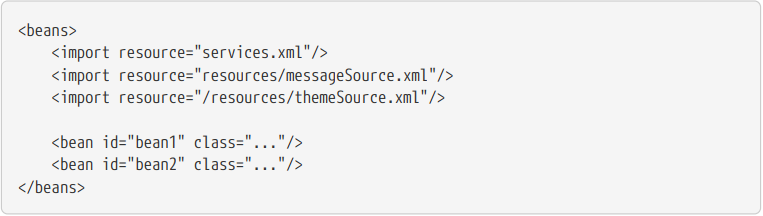 <beans>
    <import resource="services.xml"/>
    <import resource="resources/messageSource.xml"/>
    <import resource="/resources/themeSource.xml"/>

    <bean id="bean1" class="..."/>
    <bean id="bean2" class="..."/>
</beans>